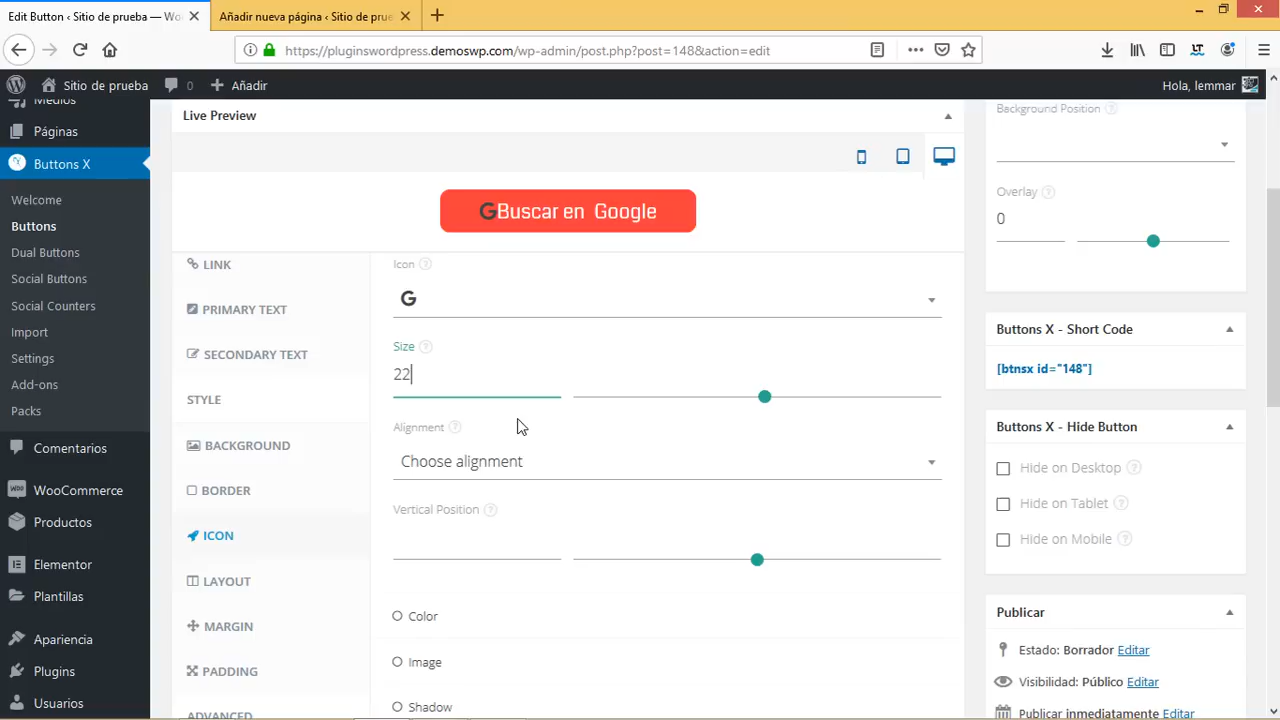 Edit Button ‹ Sitio de prueba — Wo
Añadir nueva página ‹ Sitio de prue
https://pluginswordpress.demoswp.com/wp-admin/post.php?post=148&action=edit
Sitio de prueba
0
Añadir
Hola, lemmar
Medios
Páginas
Buttons X
Welcome
Buttons
Dual Buttons
Social Buttons
Social Counters
Import
Settings
Add-ons
Packs
Comentarios
WooCommerce
Productos
Elementor
Plantillas
Apariencia
Plugins
Usuarios
Live Preview
GBuscar en Google
LINK
PRIMARY TEXT
SECONDARY TEXT
STYLE
BACKGROUND
BORDER
ICON
LAYOUT
MARGIN
PADDING
ADVANCED
Icon
G
Size
22
Alignment
Choose alignment
Vertical Position
Color
Image
Shadow
Background Position
Overlay
0
Buttons X - Short Code
[btnsx id="148"]
Buttons X - Hide Button
Hide on Desktop
Hide on Tablet
Hide on Mobile
Publicar
Estado: Borrador Editar
Visibilidad: Público Editar
Publicar inmediatamente Editar